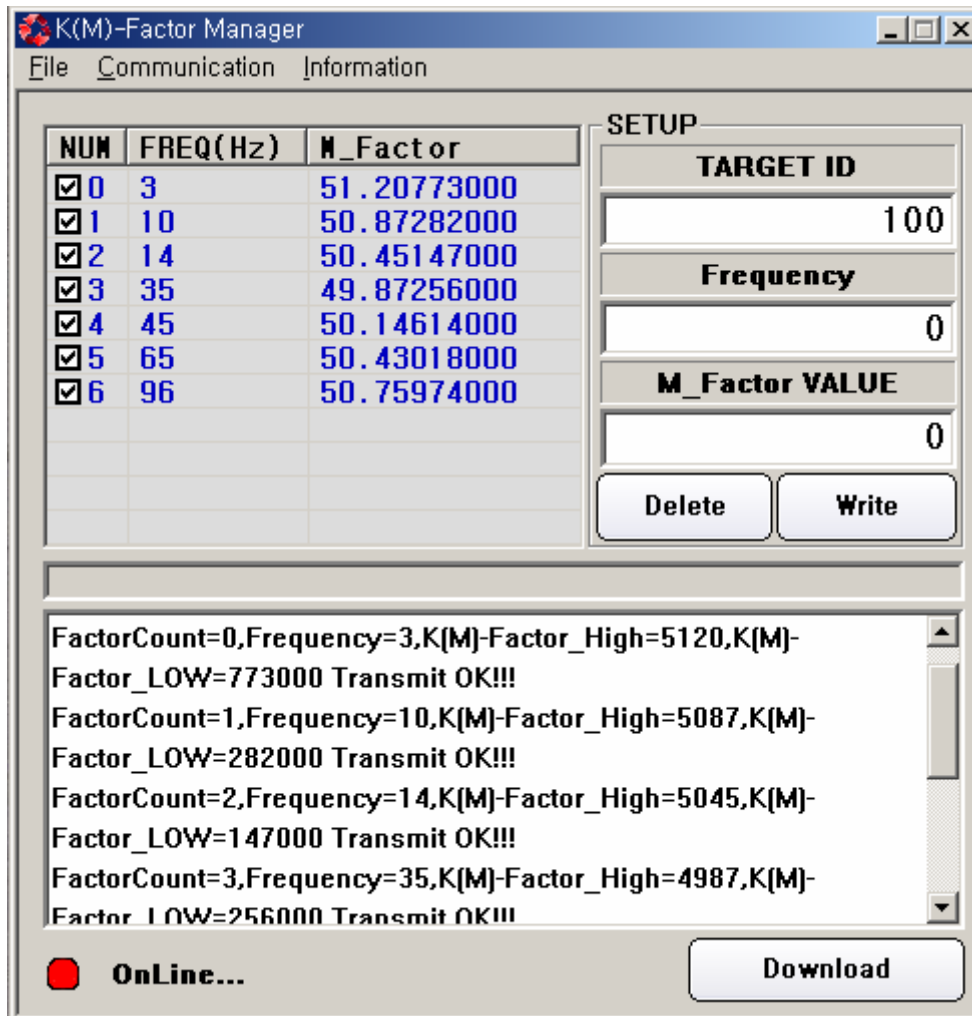 K(M)-Factor Manager
File Communication Information
NUM FREQ(Hz) M_Factor
0 3 51.20773000
1 10 50.87282000
2 14 50.45147000
3 35 49.87256000
4 45 50.14614000
5 65 50.43018000
6 96 50.75974000
SETUP
TARGET ID
100
Frequency
0
M_Factor VALUE
0
Delete Write
FactorCount=0,Frequency=3,K(M)-Factor_High=5120,K(M)-
Factor_LOW=773000 Transmit OK!!!
FactorCount=1,Frequency=10,K(M)-Factor_High=5087,K(M)-
Factor_LOW=282000 Transmit OK!!!
FactorCount=2,Frequency=14,K(M)-Factor_High=5045,K(M)-
Factor_LOW=147000 Transmit OK!!!
FactorCount=3,Frequency=35,K(M)-Factor_High=4987,K(M)-
Factor_LOW=256000 Transmit OK!!!
OnLine...
Download